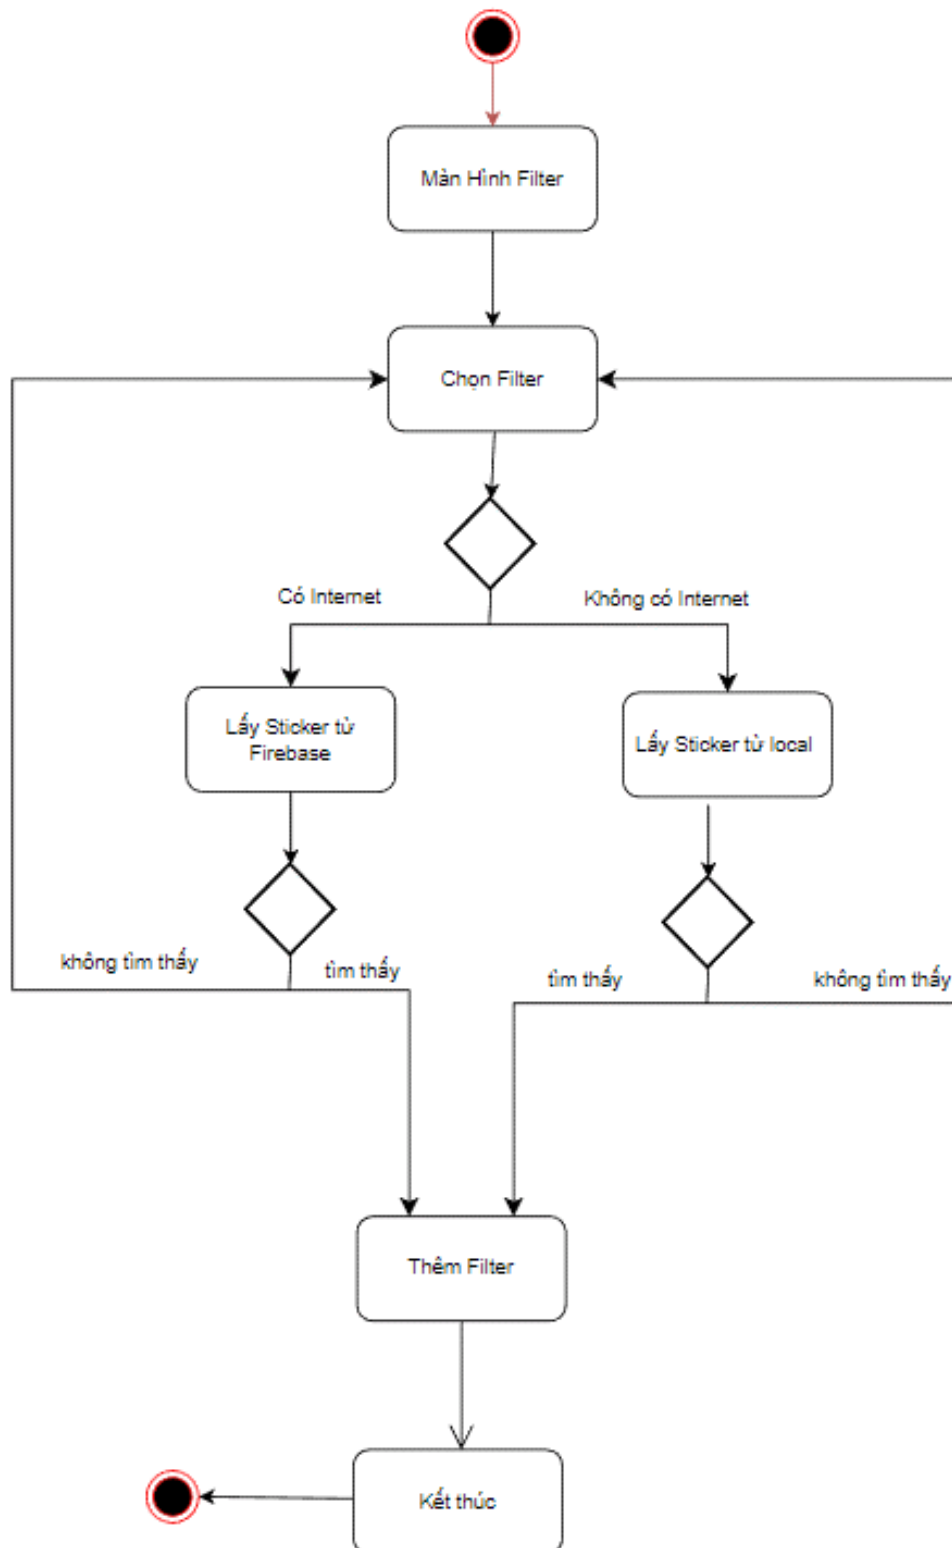 Màn Hình Filter
Chọn Filter
Có Internet
Không có Internet
Lấy Sticker từ
Firebase
Lấy Sticker từ local
không tìm thấy
tìm thấy
tìm thấy
không tìm thấy
Thêm Filter
Kết thúc